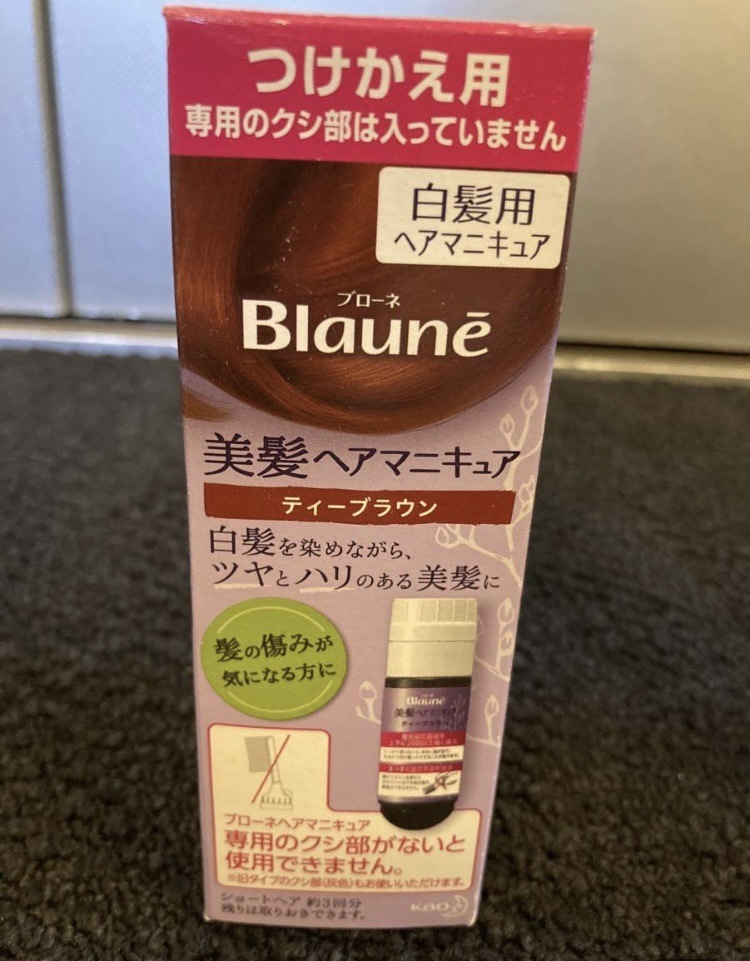 つけかえ用
専用のクシ部は入っていません
白髪用
ヘアマニキュア
ブローネ
Blaunē
美髪ヘアマニキュア
ティーブラウン
白髪を染めながら、
ツヤとハリのある美髪に
髪の傷みが
気になる方に
Blaunē
美髪ヘアマニキュア
ティーブラウン
ブローネヘアマニキュア
専用のクシ部がないと
使用できません。
※旧タイプのクシ部(灰色)もお使いいただけます。
ショートヘア 約3回分
残りは取りおきできます。
Kao